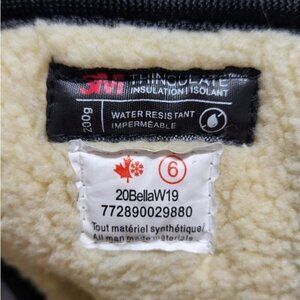 3M THINSULATE
INSULATION | ISOLANT
200g
WATER RESISTANT
IMPERMÉABLE
6
20BellaW19
772890029880
Tout matériel synthétique/
All man made materials